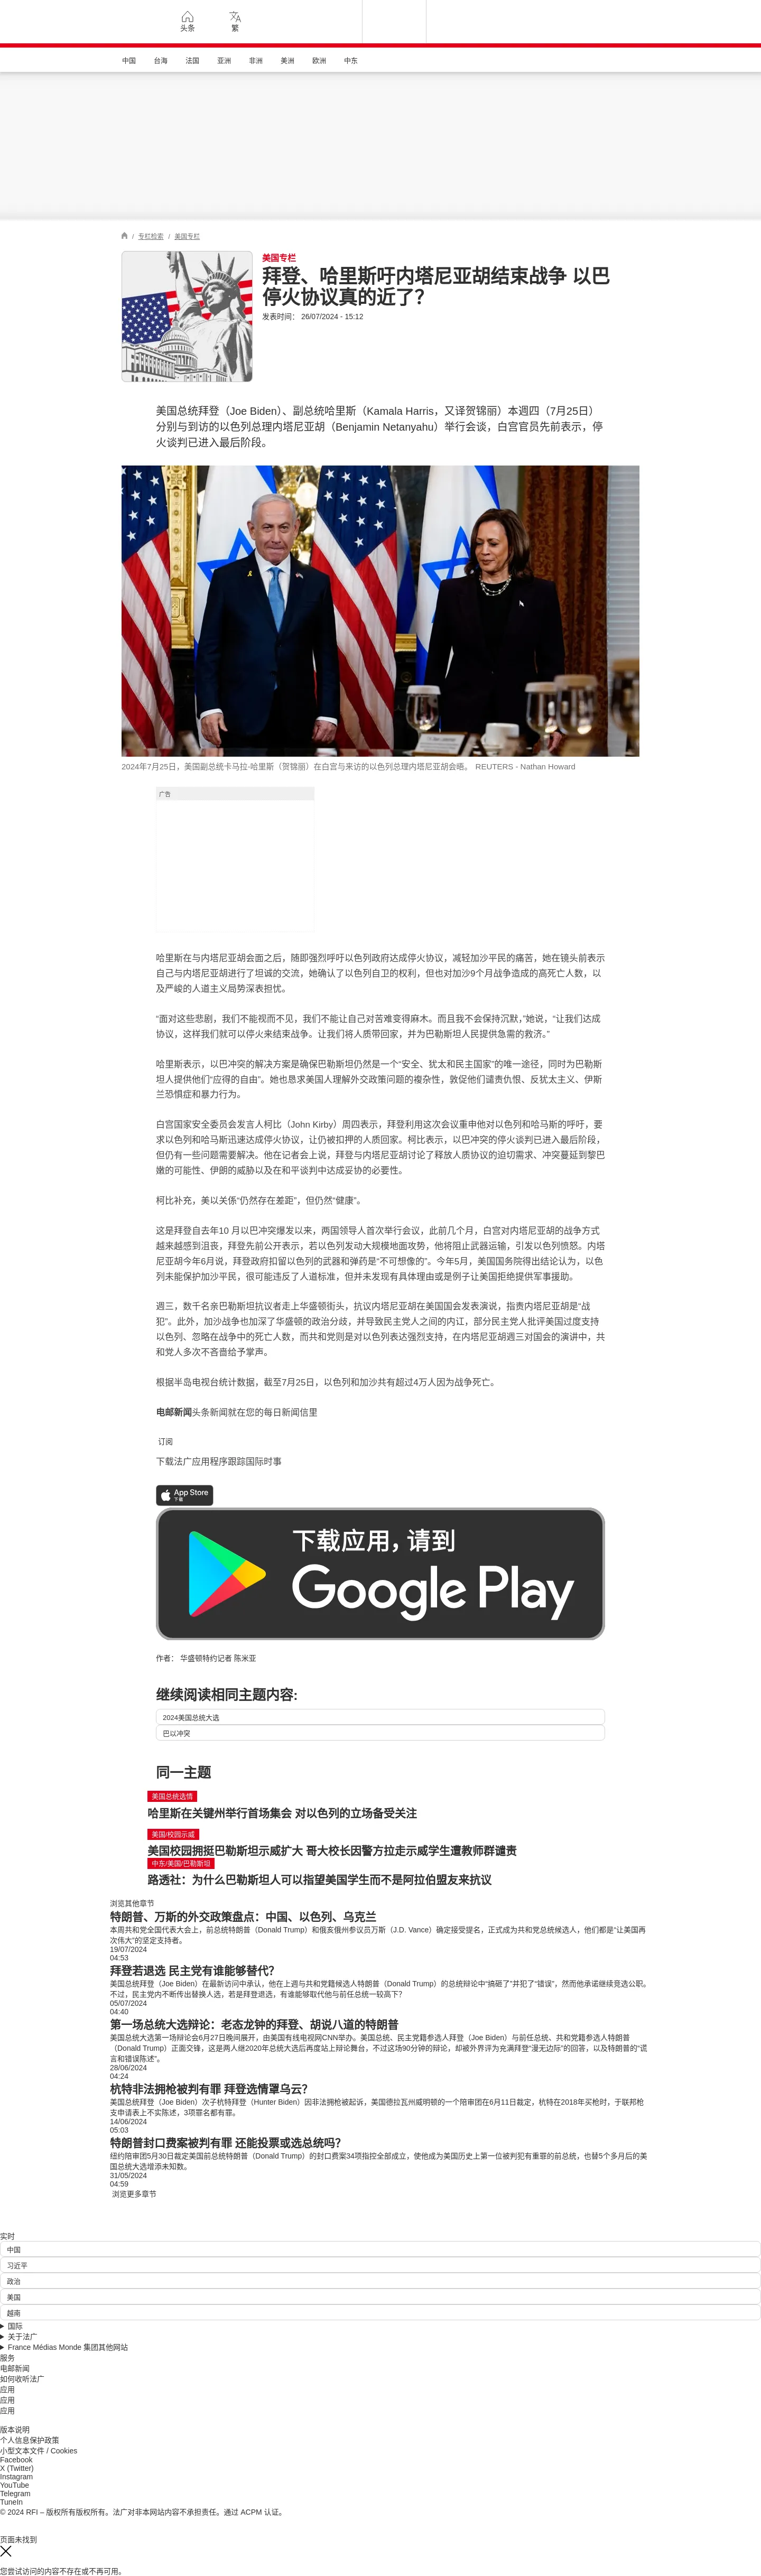 头条
繁
中国 台海 法国 亚洲 非洲 美洲 欧洲 中东
/ 专栏检索 / 美国专栏
美国专栏
拜登、哈里斯吁内塔尼亚胡结束战争 以巴
停火协议真的近了？
发表时间： 26/07/2024 - 15:12
美国总统拜登（Joe Biden）、副总统哈里斯（Kamala Harris，又译贺锦丽）本週四（7月25日）
分别与到访的以色列总理内塔尼亚胡（Benjamin Netanyahu）举行会谈，白宫官员先前表示，停
火谈判已进入最后阶段。
2024年7月25日，美国副总统卡马拉-哈里斯（贺锦丽）在白宫与来访的以色列总理内塔尼亚胡会晤。 REUTERS - Nathan Howard
广告
哈里斯在与内塔尼亚胡会面之后，随即强烈呼吁以色列政府达成停火协议，减轻加沙平民的痛苦，她在镜头前表示
自己与内塔尼亚胡进行了坦诚的交流，她确认了以色列自卫的权利，但也对加沙9个月战争造成的高死亡人数，以
及严峻的人道主义局势深表担忧。
“面对这些悲剧，我们不能视而不见，我们不能让自己对苦难变得麻木。而且我不会保持沉默，”她说，“让我们达成
协议，这样我们就可以停火来结束战争。让我们将人质带回家，并为巴勒斯坦人民提供急需的救济。”
哈里斯表示，以巴冲突的解决方案是确保巴勒斯坦仍然是一个“安全、犹太和民主国家”的唯一途径，同时为巴勒斯
坦人提供他们“应得的自由”。她也恳求美国人理解外交政策问题的複杂性，敦促他们谴责仇恨、反犹太主义、伊斯
兰恐惧症和暴力行为。
白宫国家安全委员会发言人柯比（John Kirby）周四表示，拜登利用这次会议重申他对以色列和哈马斯的呼吁，要
求以色列和哈马斯迅速达成停火协议，让仍被扣押的人质回家。柯比表示，以巴冲突的停火谈判已进入最后阶段，
但仍有一些问题需要解决。他在记者会上说，拜登与内塔尼亚胡讨论了释放人质协议的迫切需求、冲突蔓延到黎巴
嫩的可能性、伊朗的威胁以及在和平谈判中达成妥协的必要性。
柯比补充，美以关係“仍然存在差距”，但仍然“健康”。
这是拜登自去年10 月以巴冲突爆发以来，两国领导人首次举行会议，此前几个月，白宫对内塔尼亚胡的战争方式
越来越感到沮丧，拜登先前公开表示，若以色列发动大规模地面攻势，他将阻止武器运输，引发以色列愤怒。内塔
尼亚胡今年6月说，拜登政府扣留以色列的武器和弹药是“不可想像的”。今年5月，美国国务院得出结论认为，以色
列未能保护加沙平民，很可能违反了人道标准，但并未发现有具体理由或是例子让美国拒绝提供军事援助。
週三，数千名亲巴勒斯坦抗议者走上华盛顿街头，抗议内塔尼亚胡在美国国会发表演说，指责内塔尼亚胡是“战
犯”。此外，加沙战争也加深了华盛顿的政治分歧，并导致民主党人之间的内讧，部分民主党人批评美国过度支持
以色列、忽略在战争中的死亡人数，而共和党则是对以色列表达强烈支持，在内塔尼亚胡週三对国会的演讲中，共
和党人多次不吝啬给予掌声。
根据半岛电视台统计数据，截至7月25日，以色列和加沙共有超过4万人因为战争死亡。
电邮新闻头条新闻就在您的每日新闻信里
订阅
下载法广应用程序跟踪国际时事
App Store
下载
下载应用，请到
Google Play
作者： 华盛顿特约记者 陈米亚
继续阅读相同主题内容:
2024美国总统大选
巴以冲突
同一主题
美国总统选情
哈里斯在关键州举行首场集会 对以色列的立场备受关注
美国/校园示威
美国校园拥挺巴勒斯坦示威扩大 哥大校长因警方拉走示威学生遭教师群谴责
中东/美国/巴勒斯坦
路透社：为什么巴勒斯坦人可以指望美国学生而不是阿拉伯盟友来抗议
浏览其他章节
特朗普、万斯的外交政策盘点：中国、以色列、乌克兰
本周共和党全国代表大会上，前总统特朗普（Donald Trump）和俄亥俄州参议员万斯（J.D. Vance）确定接受提名，正式成为共和党总统候选人，他们都是“让美国再
次伟大”的坚定支持者。
19/07/2024
04:53
拜登若退选 民主党有谁能够替代？
美国总统拜登（Joe Biden）在最新访问中承认，他在上週与共和党籍候选人特朗普（Donald Trump）的总统辩论中“搞砸了”并犯了“错误”，然而他承诺继续竞选公职。
不过，民主党内不断传出替换人选，若是拜登退选，有谁能够取代他与前任总统一较高下？
05/07/2024
04:40
第一场总统大选辩论：老态龙钟的拜登、胡说八道的特朗普
美国总统大选第一场辩论会6月27日晚间展开，由美国有线电视网CNN举办。美国总统、民主党籍参选人拜登（Joe Biden）与前任总统、共和党籍参选人特朗普
（Donald Trump）正面交锋，这是两人继2020年总统大选后再度站上辩论舞台，不过这场90分钟的辩论，却被外界评为充满拜登“漫无边际”的回答，以及特朗普的“谎
言和错误陈述”。
28/06/2024
04:24
杭特非法拥枪被判有罪 拜登选情罩乌云？
美国总统拜登（Joe Biden）次子杭特拜登（Hunter Biden）因非法拥枪被起诉，美国德拉瓦州威明顿的一个陪审团在6月11日裁定，杭特在2018年买枪时，于联邦枪
支申请表上不实陈述，3项罪名都有罪。
14/06/2024
05:03
特朗普封口费案被判有罪 还能投票或选总统吗？
纽约陪审团5月30日裁定美国前总统特朗普（Donald Trump）的封口费案34项指控全部成立，使他成为美国历史上第一位被判犯有重罪的前总统，也替5个多月后的美
国总统大选增添未知数。
31/05/2024
04:59
浏览更多章节
实时
中国
习近平
政治
美国
越南
国际
关于法广
France Médias Monde 集团其他网站
服务
电邮新闻
如何收听法广
应用
应用
应用
版本说明
个人信息保护政策
小型文本文件 / Cookies
Facebook
X (Twitter)
Instagram
YouTube
Telegram
TuneIn
© 2024 RFI – 版权所有版权所有。法广对非本网站内容不承担责任。通过 ACPM 认证。
页面未找到
您尝试访问的内容不存在或不再可用。